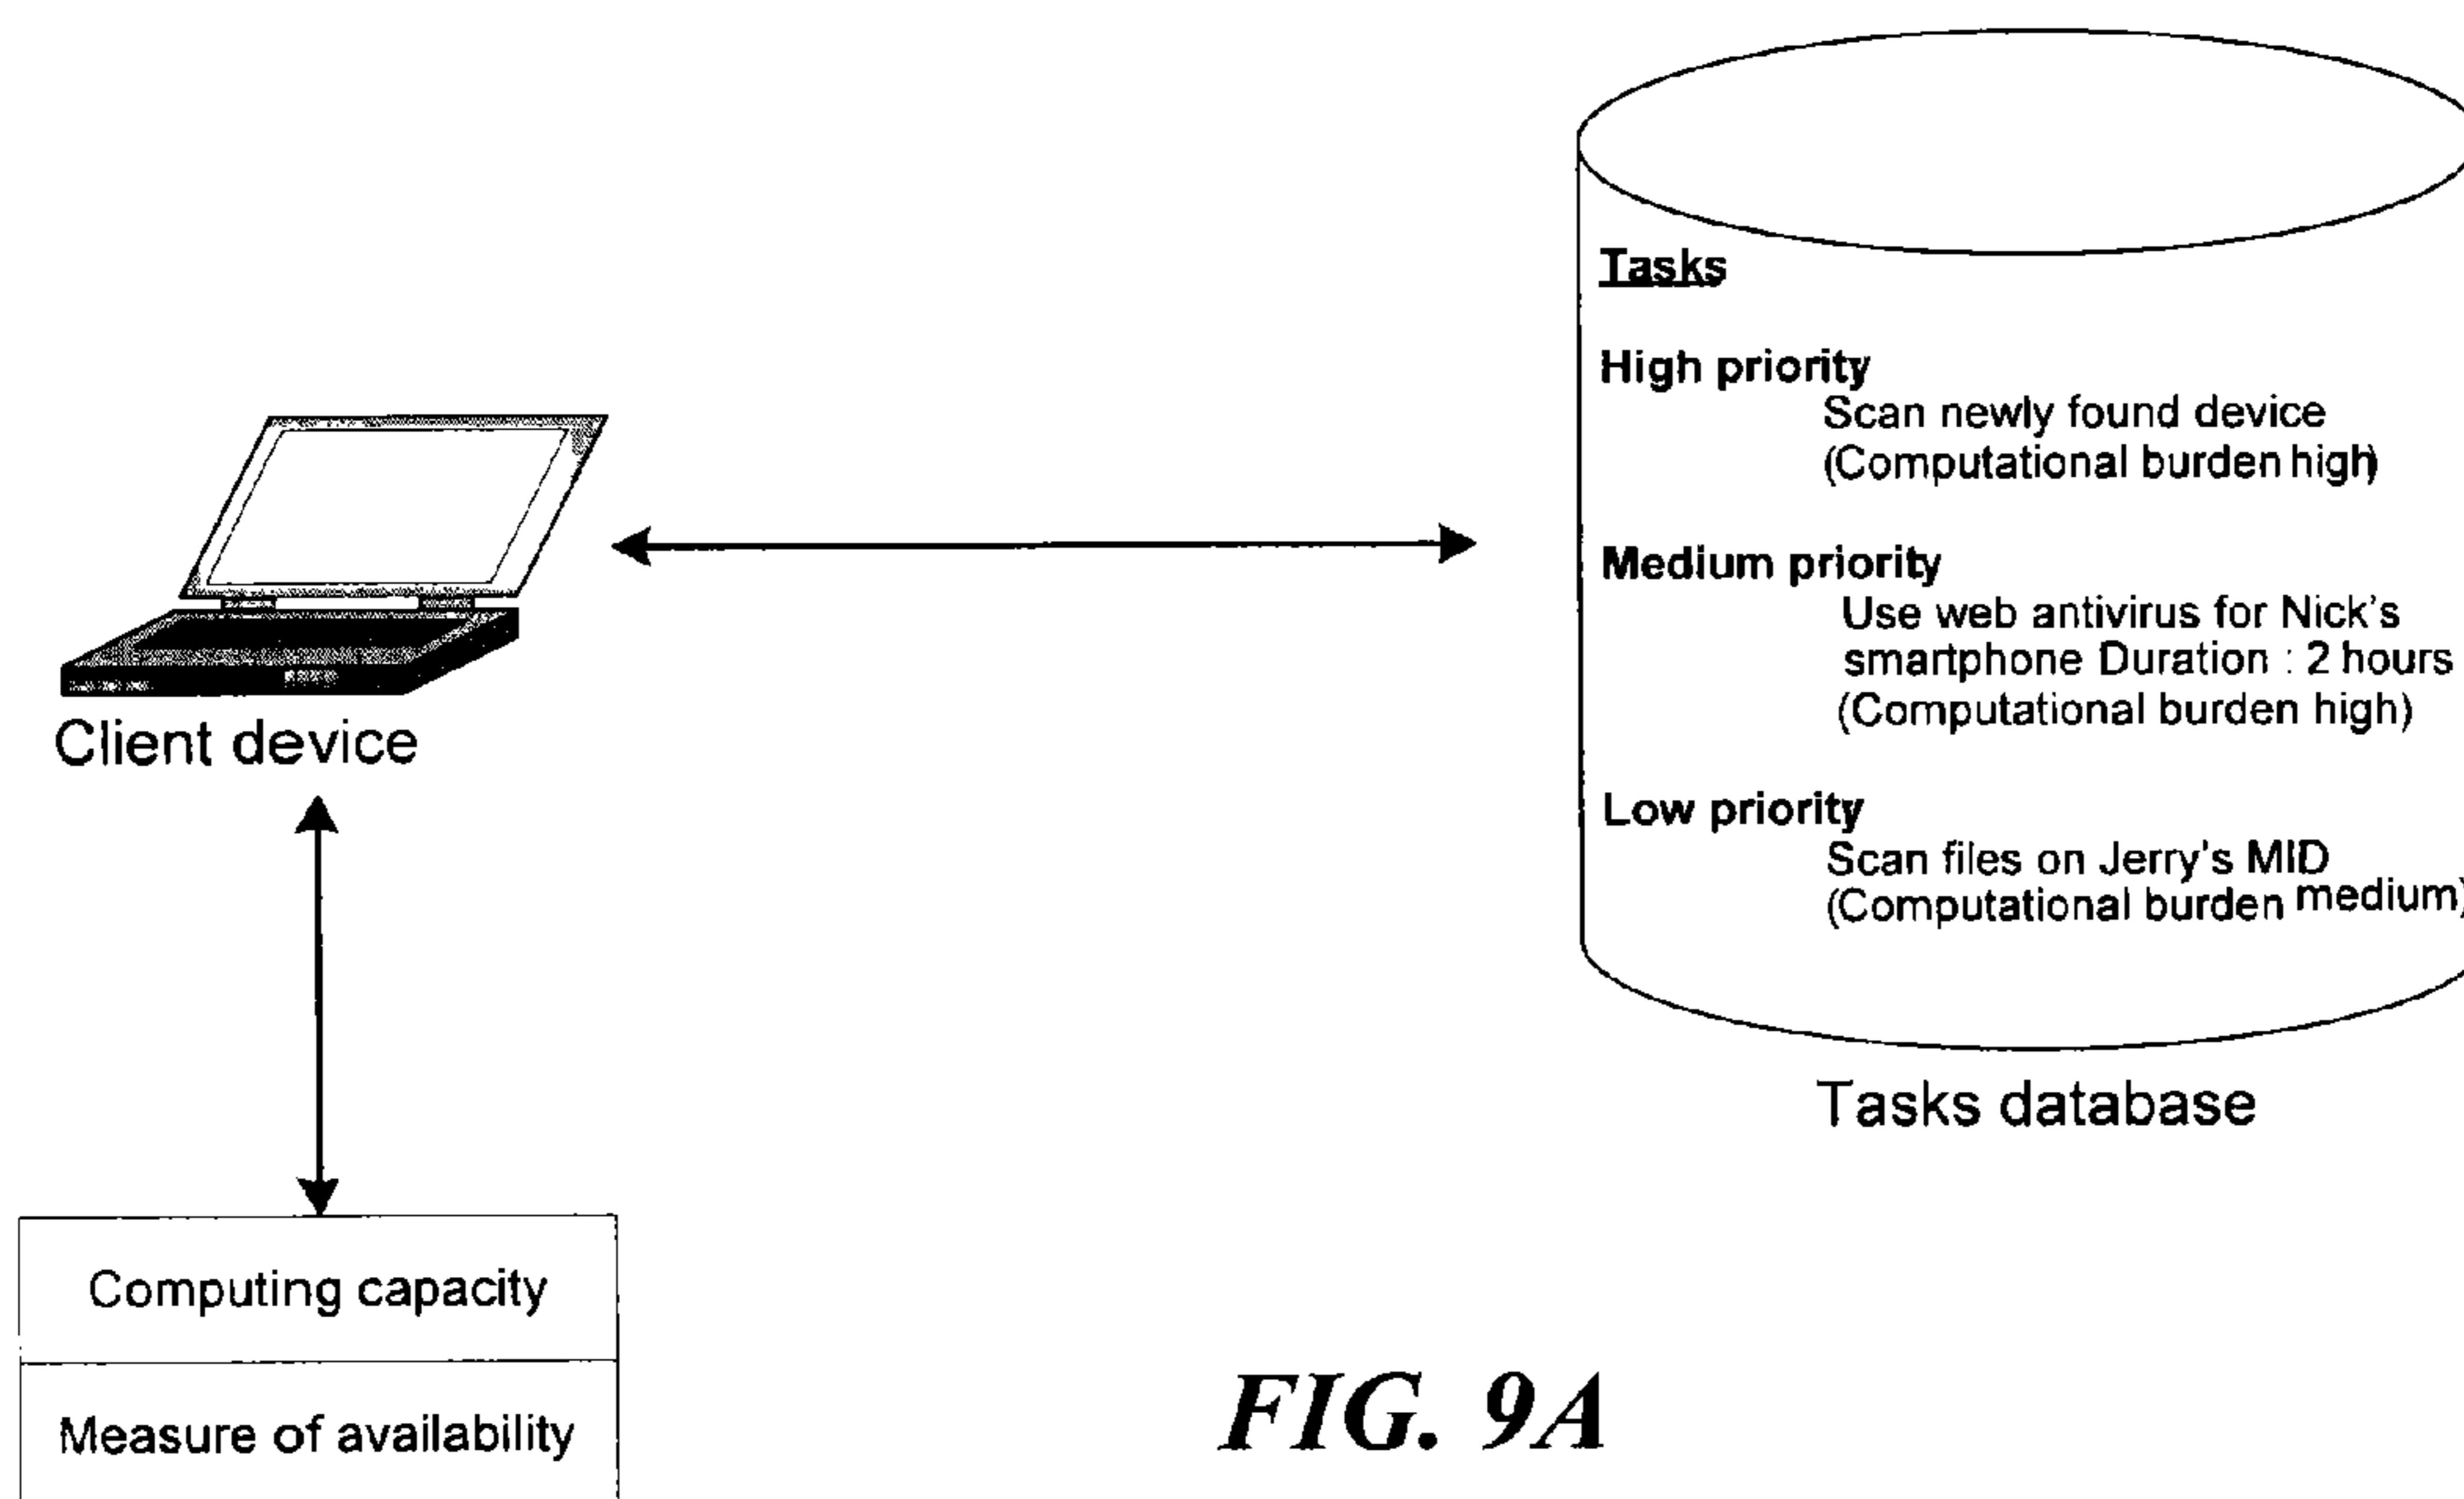 Tasks
High priority
Scan newly found device
(Computational burden high)
Medium priority
Use web antivirus for Nick's
smartphone Duration : 2 hours
(Computational burden high)
Low priority
Scan files on Jerry's MID
(Computational burden medium)
Tasks database
Client device
Computing capacity
Measure of availability
FIG. 9A